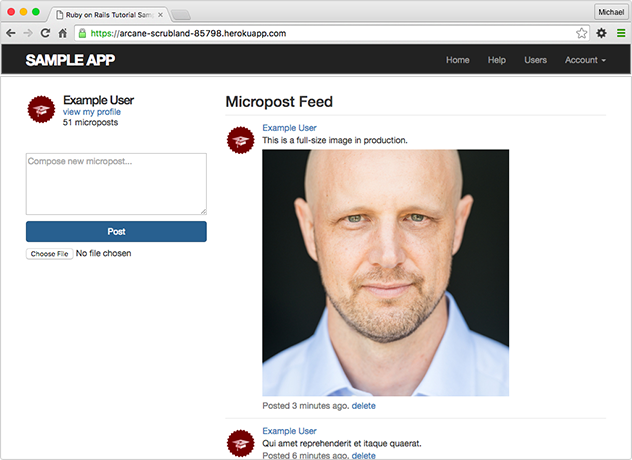 Ruby on Rails Tutorial Sam
Michael
https://arcane-scrubland-85798.herokuapp.com
SAMPLE APP
Home Help Users Account
Example User
view my profile
51 microposts
Compose new micropost...
Post
Choose File No file chosen
Micropost Feed
Example User
This is a full-size image in production.
Posted 3 minutes ago. delete
Example User
Qui amet reprehenderit et itaque quaerat.
Posted 6 minutes ago. delete